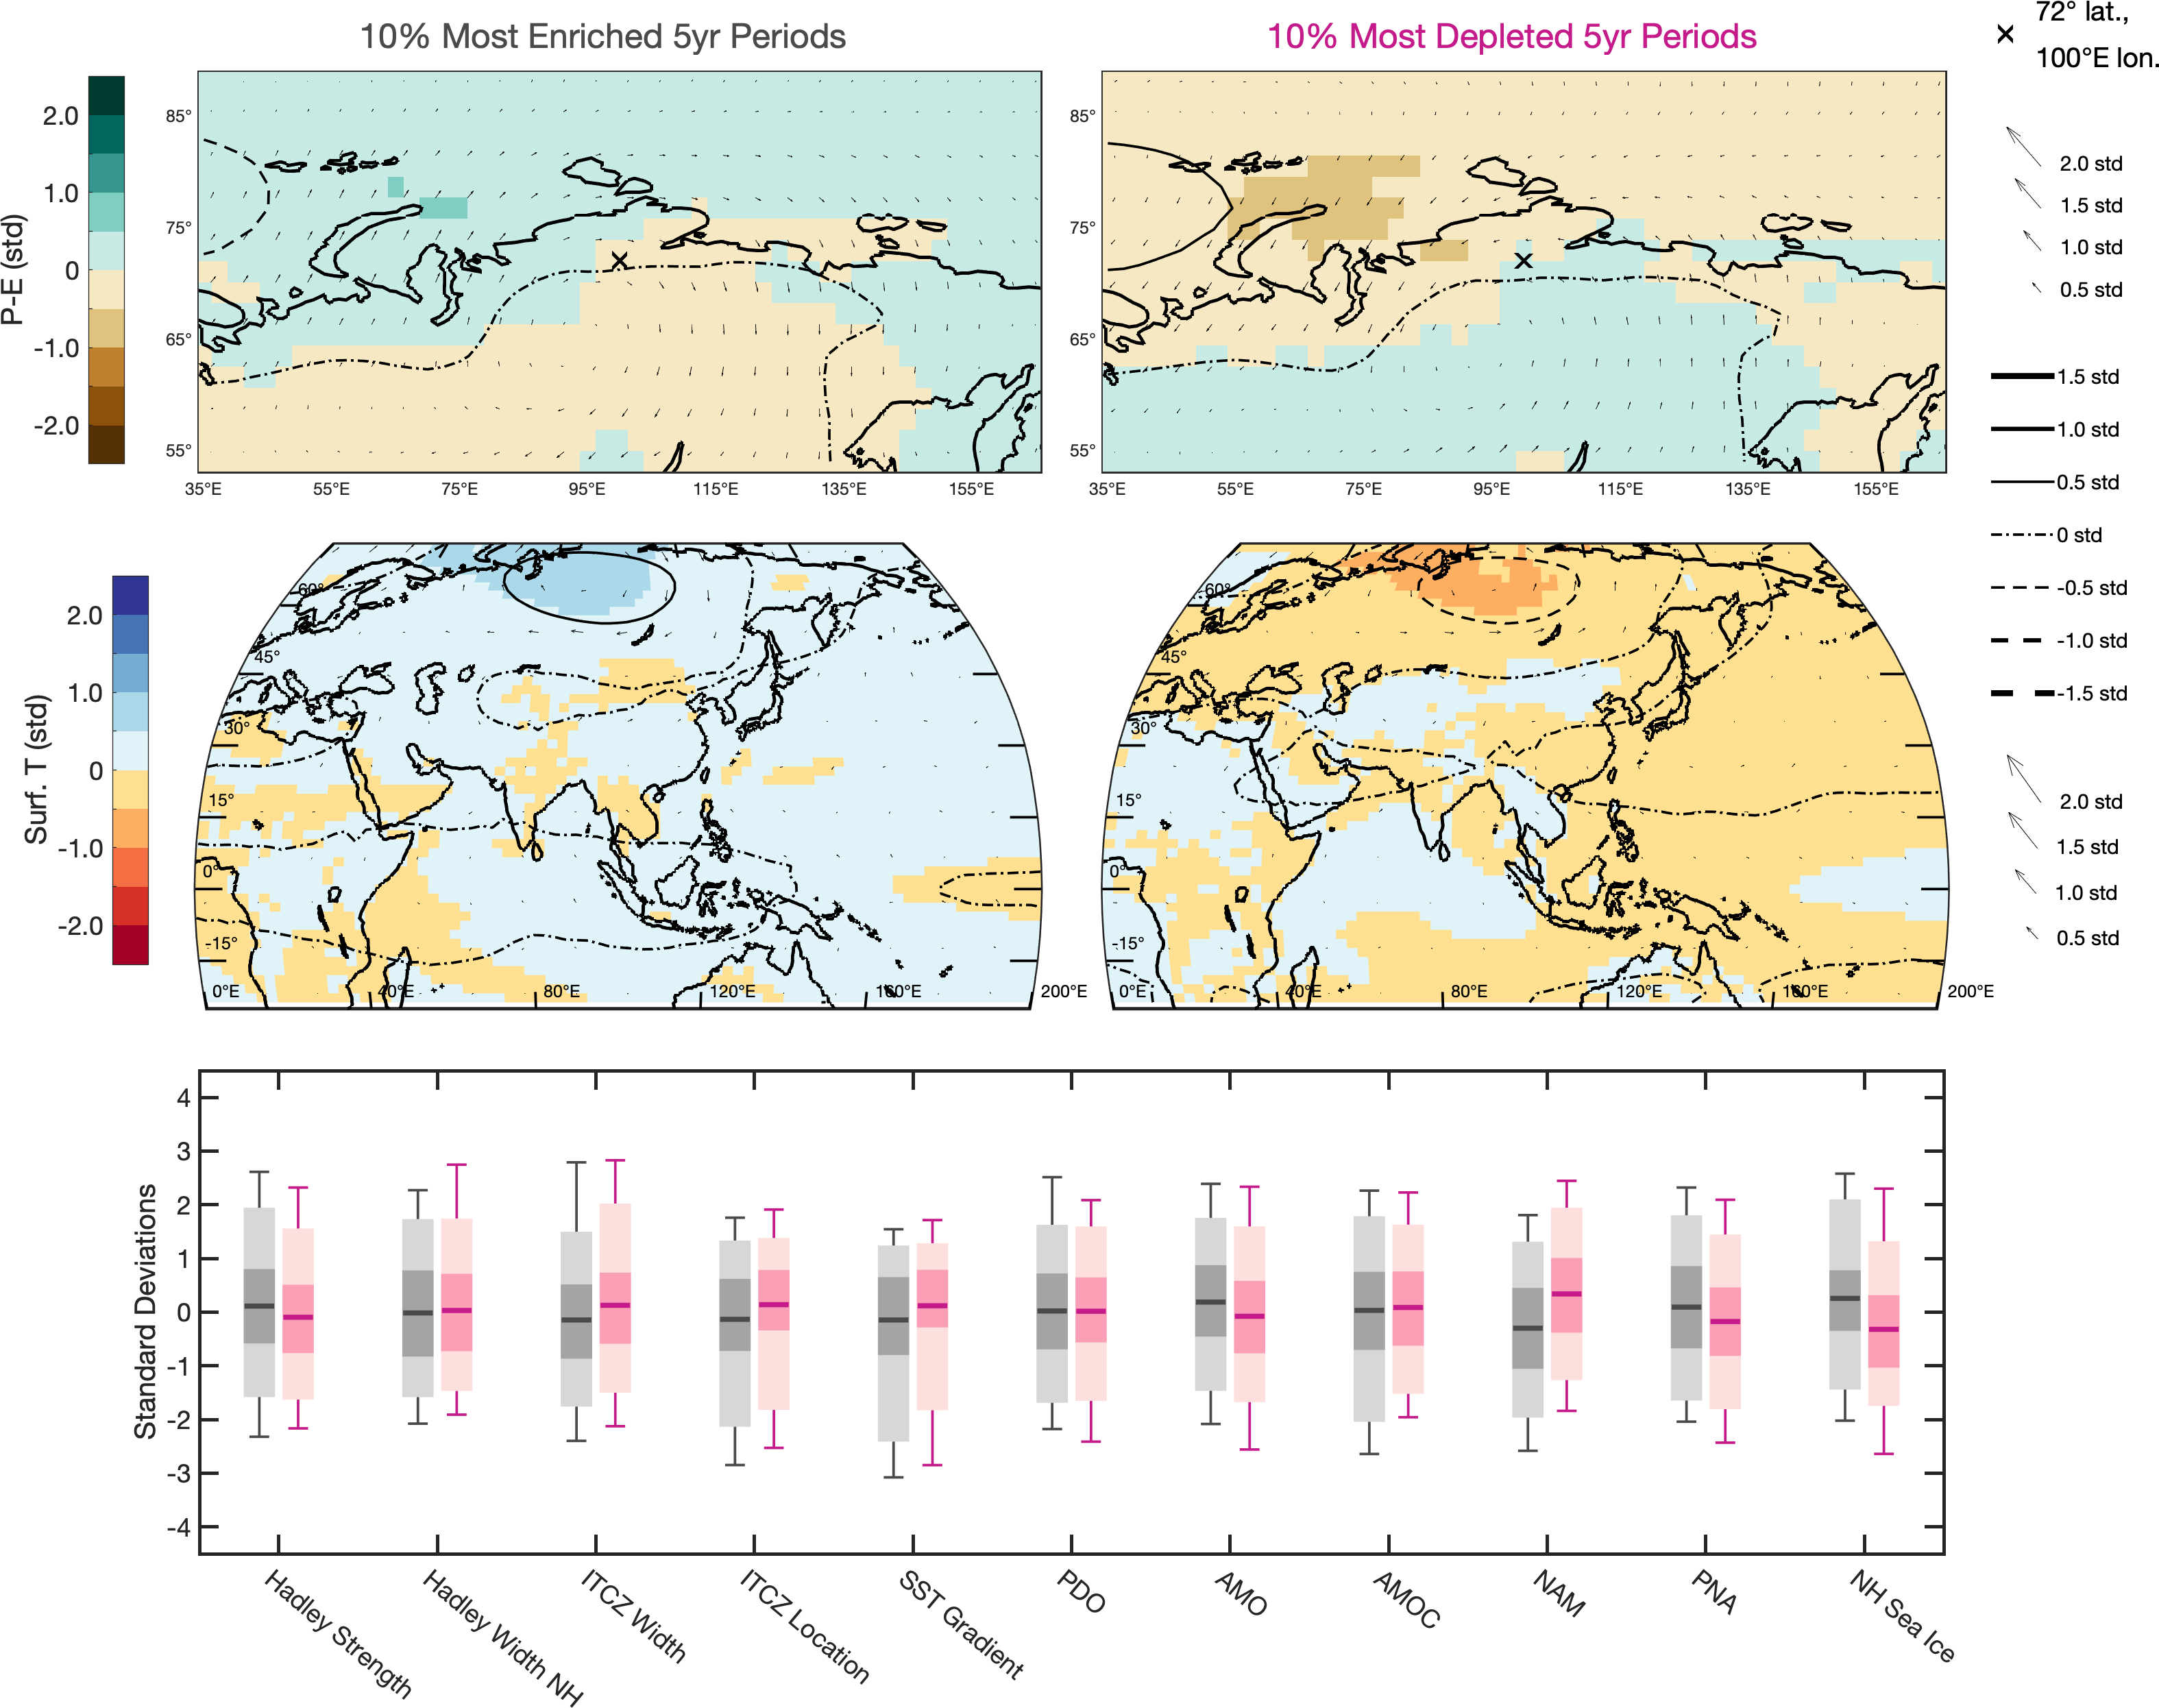 10% Most Enriched 5yr Periods
10% Most Depleted 5yr Periods
72° lat.,
100°E lon.
P-E (std)
2.0
1.0
0
-1.0
-2.0
85°
75°
65°
55°
35°E 55°E 75°E 95°E 115°E 135°E 155°E
85°
75°
65°
55°
35°E 55°E 75°E 95°E 115°E 135°E 155°E
2.0 std
1.5 std
1.0 std
0.5 std
1.5 std
1.0 std
0.5 std
0 std
-0.5 std
-1.0 std
-1.5 std
2.0 std
1.5 std
1.0 std
0.5 std
Surf. T (std)
2.0
1.0
0
-1.0
-2.0
60°
45°
30°
15°
0°
-15°
0°E 40°E 80°E 120°E 160°E 200°E
60°
45°
30°
15°
0°
-15°
0°E 40°E 80°E 120°E 160°E 200°E
Standard Deviations
4
3
2
1
0
-1
-2
-3
-4
Hadley Strength
Hadley Width NH
ITCZ Width
ITCZ Location
SST Gradient
PDO
AMO
AMOC
NAM
PNA
NH Sea Ice